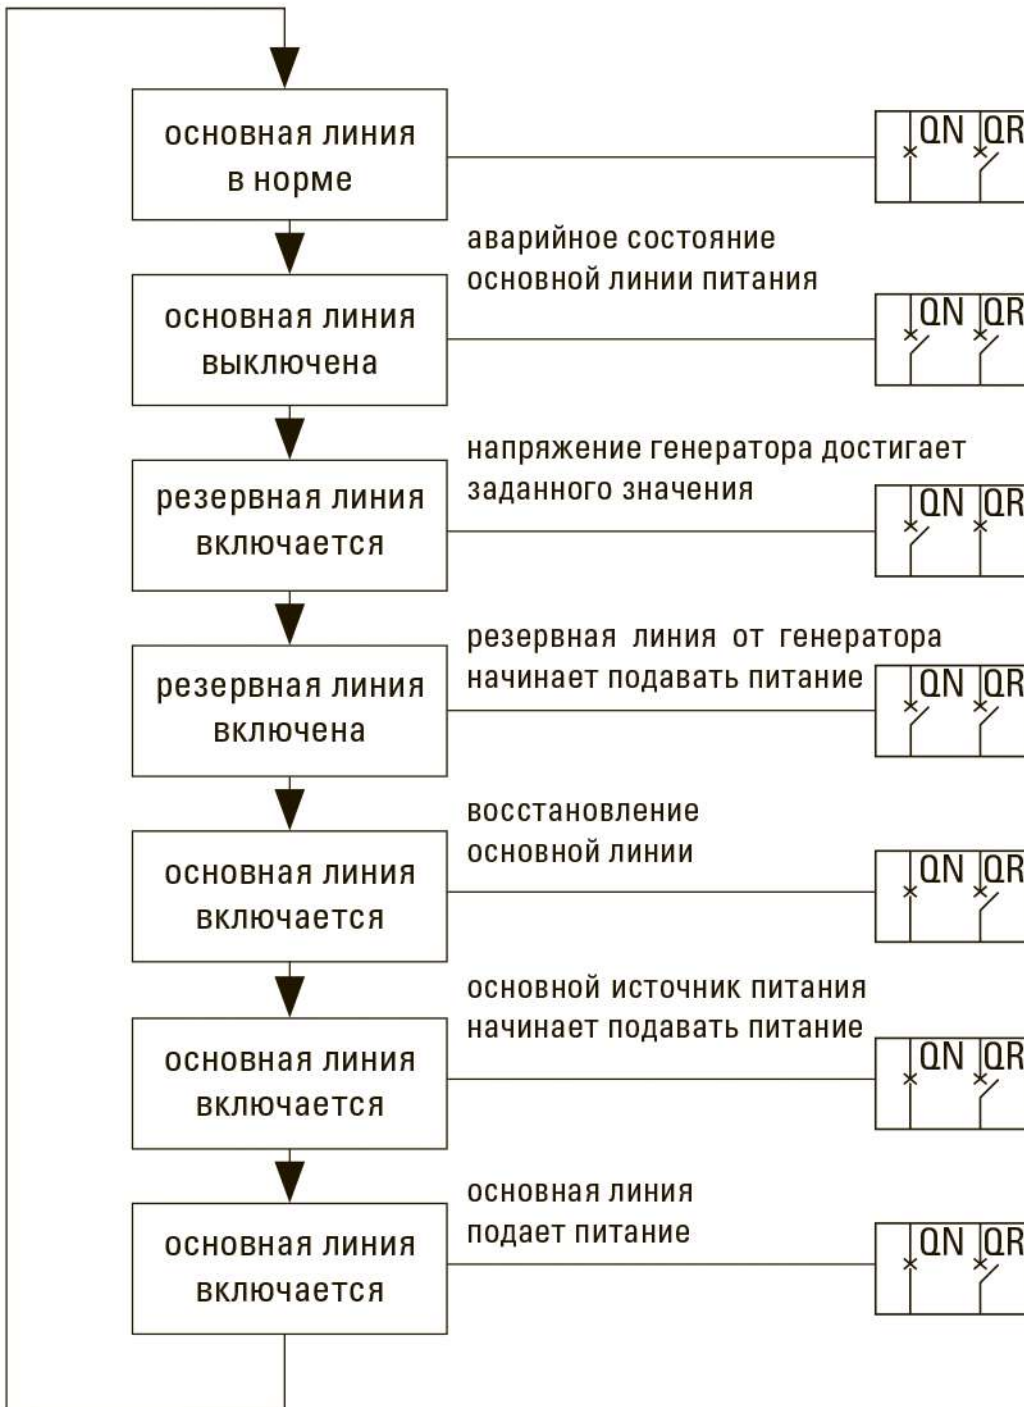 основная линия
в норме
QN QR
аварийное состояние
основной линии питания
основная линия
выключена
QN QR
напряжение генератора достигает
заданного значения
резервная линия
включается
QN QR
резервная линия от генератора
начинает подавать питание
резервная линия
включена
QN QR
восстановление
основной линии
основная линия
включается
QN QR
основной источник питания
начинает подавать питание
основная линия
включается
QN QR
основная линия
подает питание
основная линия
включается
QN QR